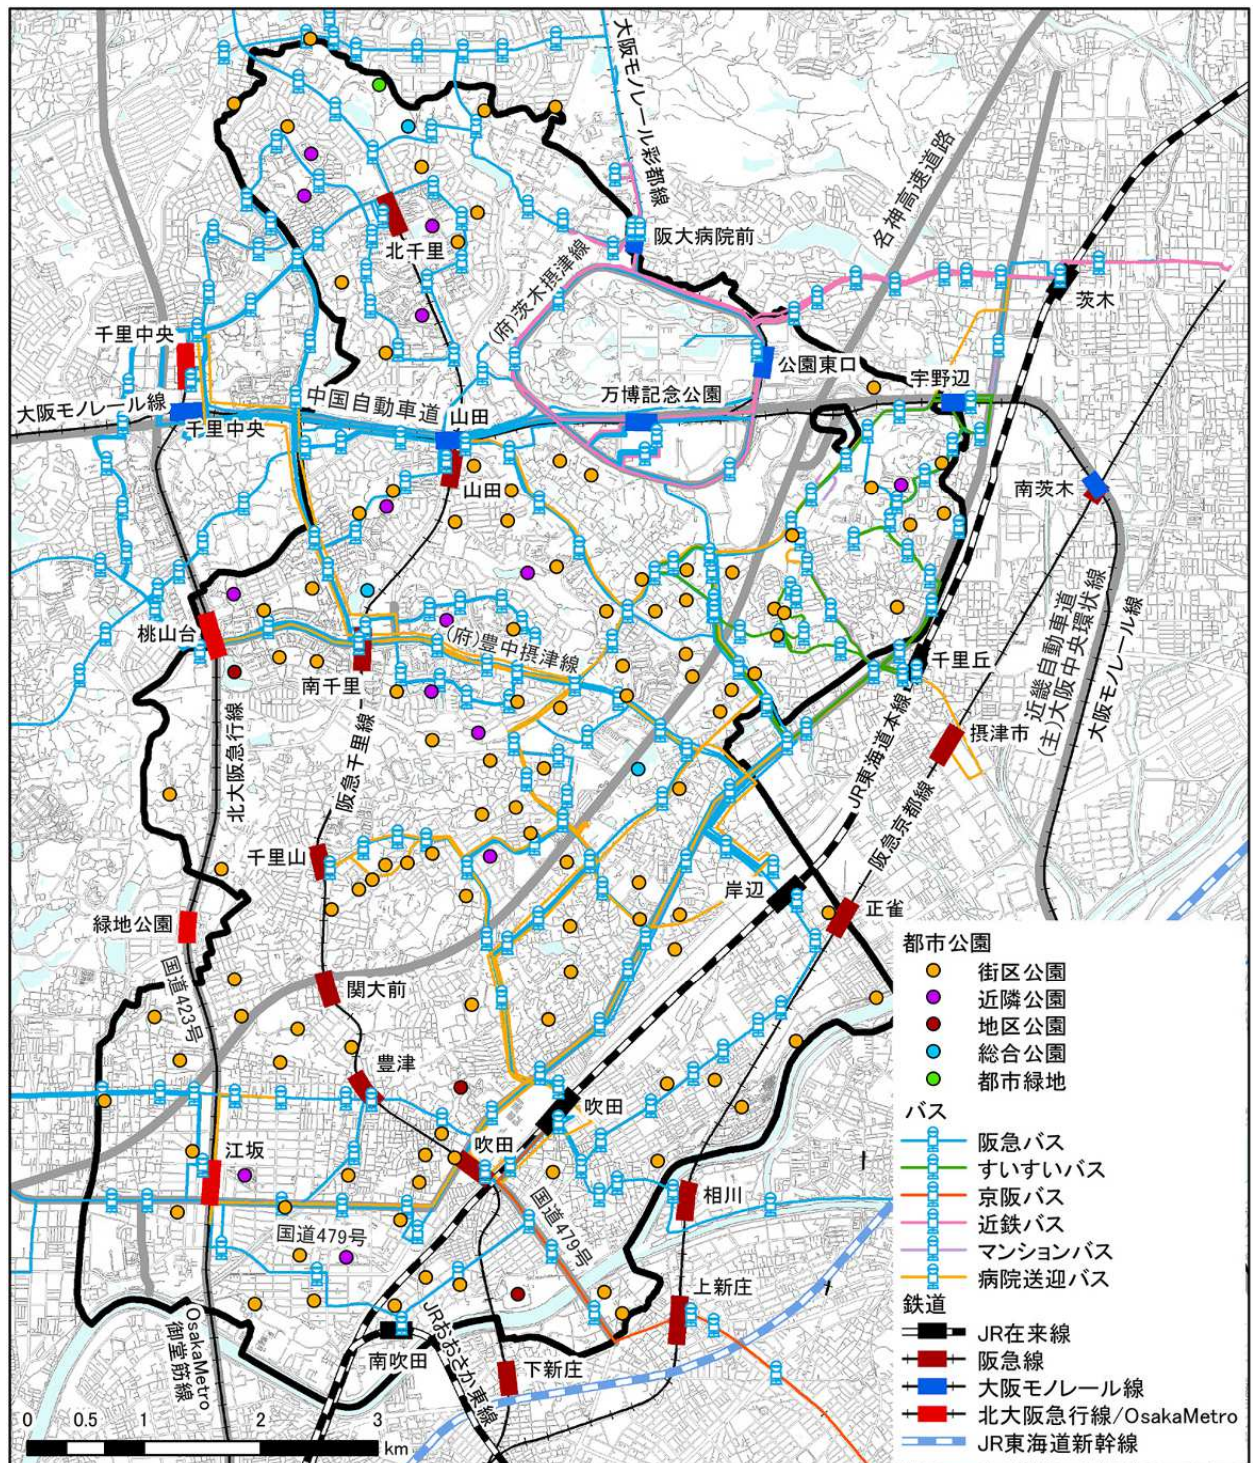 大阪モノレール彩都線
名神高速道路
阪大病院前
北千里
(府)茨木摂津線
茨木
千里中央
公園東口
宇野辺
万博記念公園
中国自動車道
大阪モノレール線
千里中央
山田
山田
南茨木
桃山台
(府)豊中摂津線
千里丘
南千里
近畿自動車道
(主)大阪中央環状線
大阪モノレール線
摂津市
北大阪急行線
阪急千里線
JR東海道本線
阪急京都線
千里山
岸辺
正雀
緑地公園
国道423号
関大前
豊津
吹田
吹田
江坂
相川
国道479号
国道479号
上新庄
OsakaMetro
御堂筋線
南吹田
JRおおさか東線
下新庄
都市公園
街区公園
近隣公園
地区公園
総合公園
都市緑地
バス
阪急バス
すいすいバス
京阪バス
近鉄バス
マンションバス
病院送迎バス
鉄道
JR在来線
阪急線
大阪モノレール線
北大阪急行線/OsakaMetro
JR東海道新幹線
0 0.5 1 2 3
km